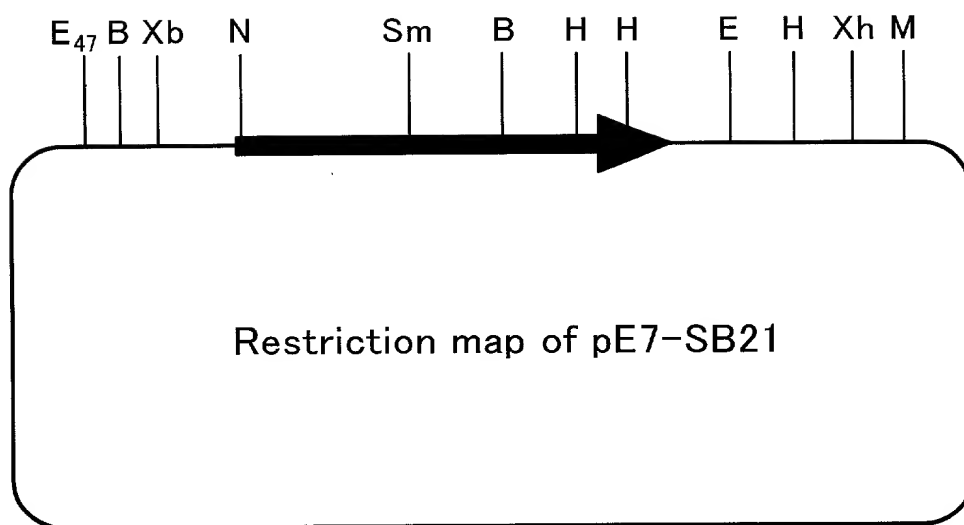 E₄₇ B Xb N Sm B H H E H Xh M
Restriction map of pE7-SB21